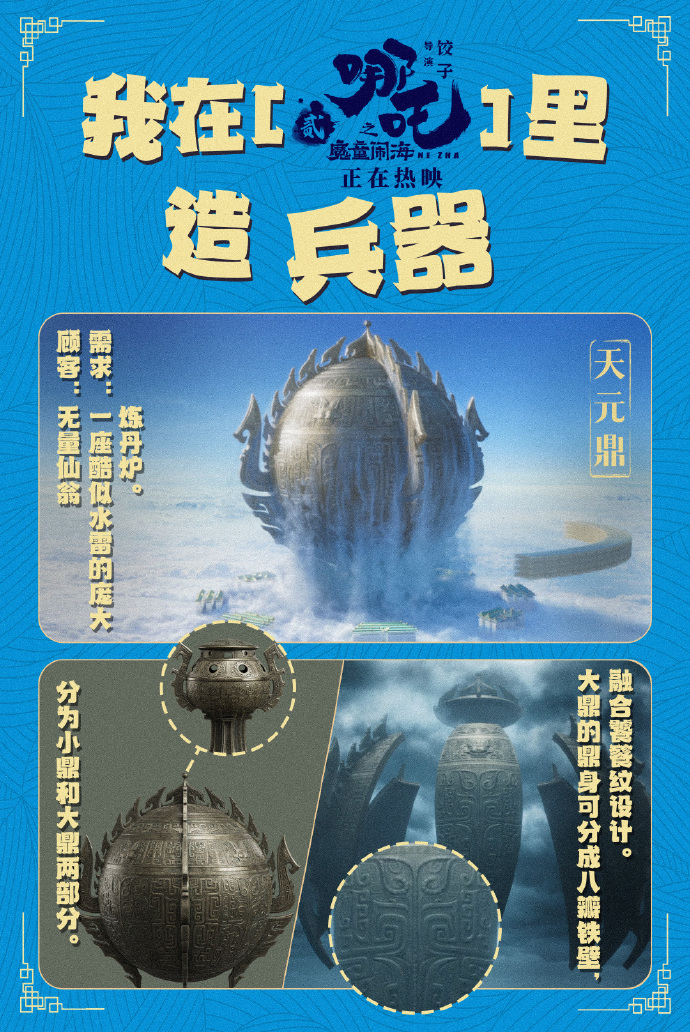 我在[哪吒]里
导演 饺子
贰
之
魔童闹海 NE ZHA
正在热映
造兵器
天元鼎
顾客：无量仙翁
需求：一座酷似水雷的庞大
炼丹炉。
分为小鼎和大鼎两部分。
大鼎的鼎身可分成八瓣铁壁，
融合饕餮纹设计。